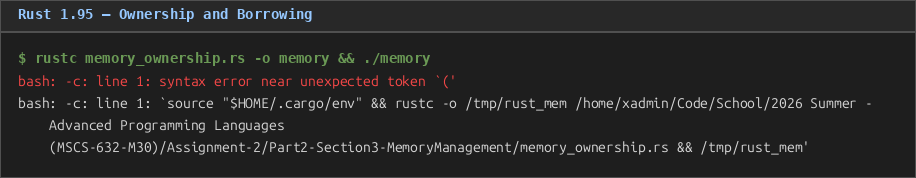 Rust 1.95 — Ownership and Borrowing
$ rustc memory_ownership.rs -o memory && ./memory
bash: -c: line 1: syntax error near unexpected token `('
bash: -c: line 1: `source "$HOME/.cargo/env" && rustc -o /tmp/rust_mem /home/xadmin/Code/School/2026 Summer -
Advanced Programming Languages
(MSCS-632-M30)/Assignment-2/Part2-Section3-MemoryManagement/memory_ownership.rs && /tmp/rust_mem'